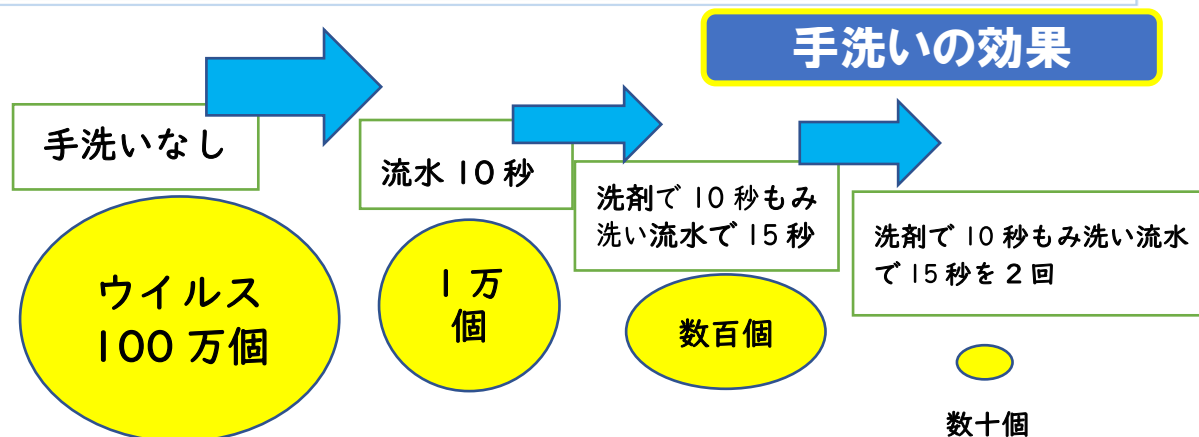 手洗いの効果
手洗いなし
ウイルス
100万個
流水10秒
1万
個
洗剤で10秒もみ
洗い流水で15秒
数百個
洗剤で10秒もみ洗い流水
で15秒を2回
数十個